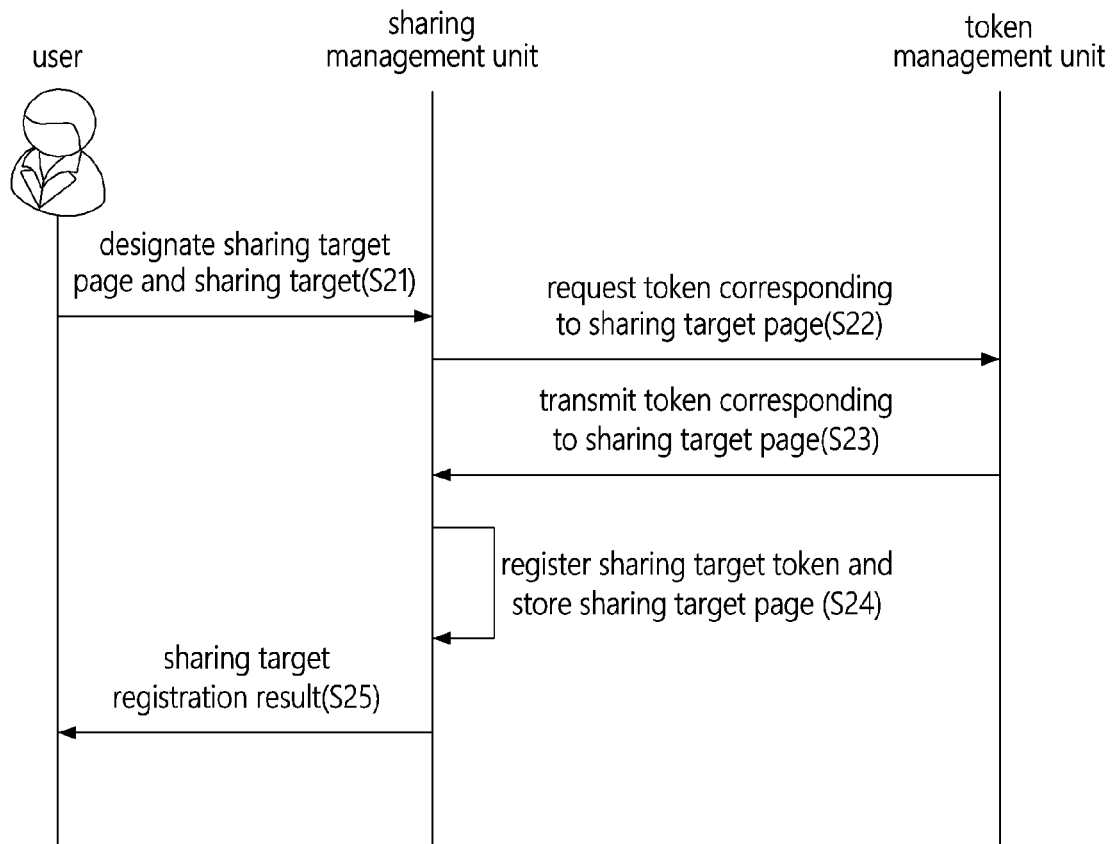 user
sharing
management unit
token
management unit
designate sharing target
page and sharing target(S21)
request token corresponding
to sharing target page(S22)
transmit token corresponding
to sharing target page(S23)
register sharing target token and
store sharing target page (S24)
sharing target
registration result(S25)